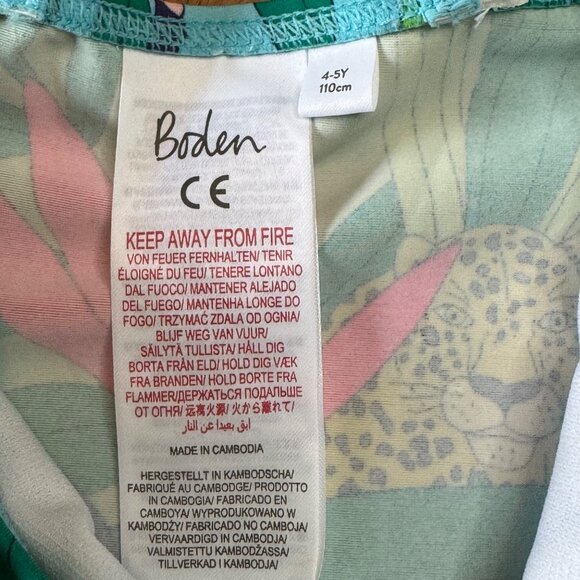 4-5Y
110cm
Boden
CE
KEEP AWAY FROM FIRE
VON FEUER FERNHALTEN/ TENIR
ÉLOIGNÉ DU FEU/ TENERE LONTANO
DAL FUOCO/ MANTENER ALEJADO
DEL FUEGO/ MANTENHA LONGE DO
FOGO/ TRZYMAĆ ZDALA OD OGNIA/
BLIJF WEG VAN VUUR/
SÄILYTÄ TULLISTA/ HÅLL DIG
BORTA FRÅN ELD/ HOLD DIG VÆK
FRA BRANDEN/ HOLD BORTE FRA
FLAMMER/ДЕРЖАТЬСЯ ПОДАЛЬШЕ
ОТ ОГНЯ/远离火源/火から離れて/
ابق بعيدا عن النار
MADE IN CAMBODIA
HERGESTELLT IN KAMBODSCHA/
FABRIQUÉ AU CAMBODGE/ PRODOTTO
IN CAMBOGIA/ FABRICADO EN
CAMBOYA/ WYPRODUKOWANO W
KAMBODŻY/ FABRICADO NO CAMBOJA/
VERVAARDIGD IN CAMBODJA/
VALMISTETTU KAMBODŽASSA/
TILLVERKAD I KAMBODJA/